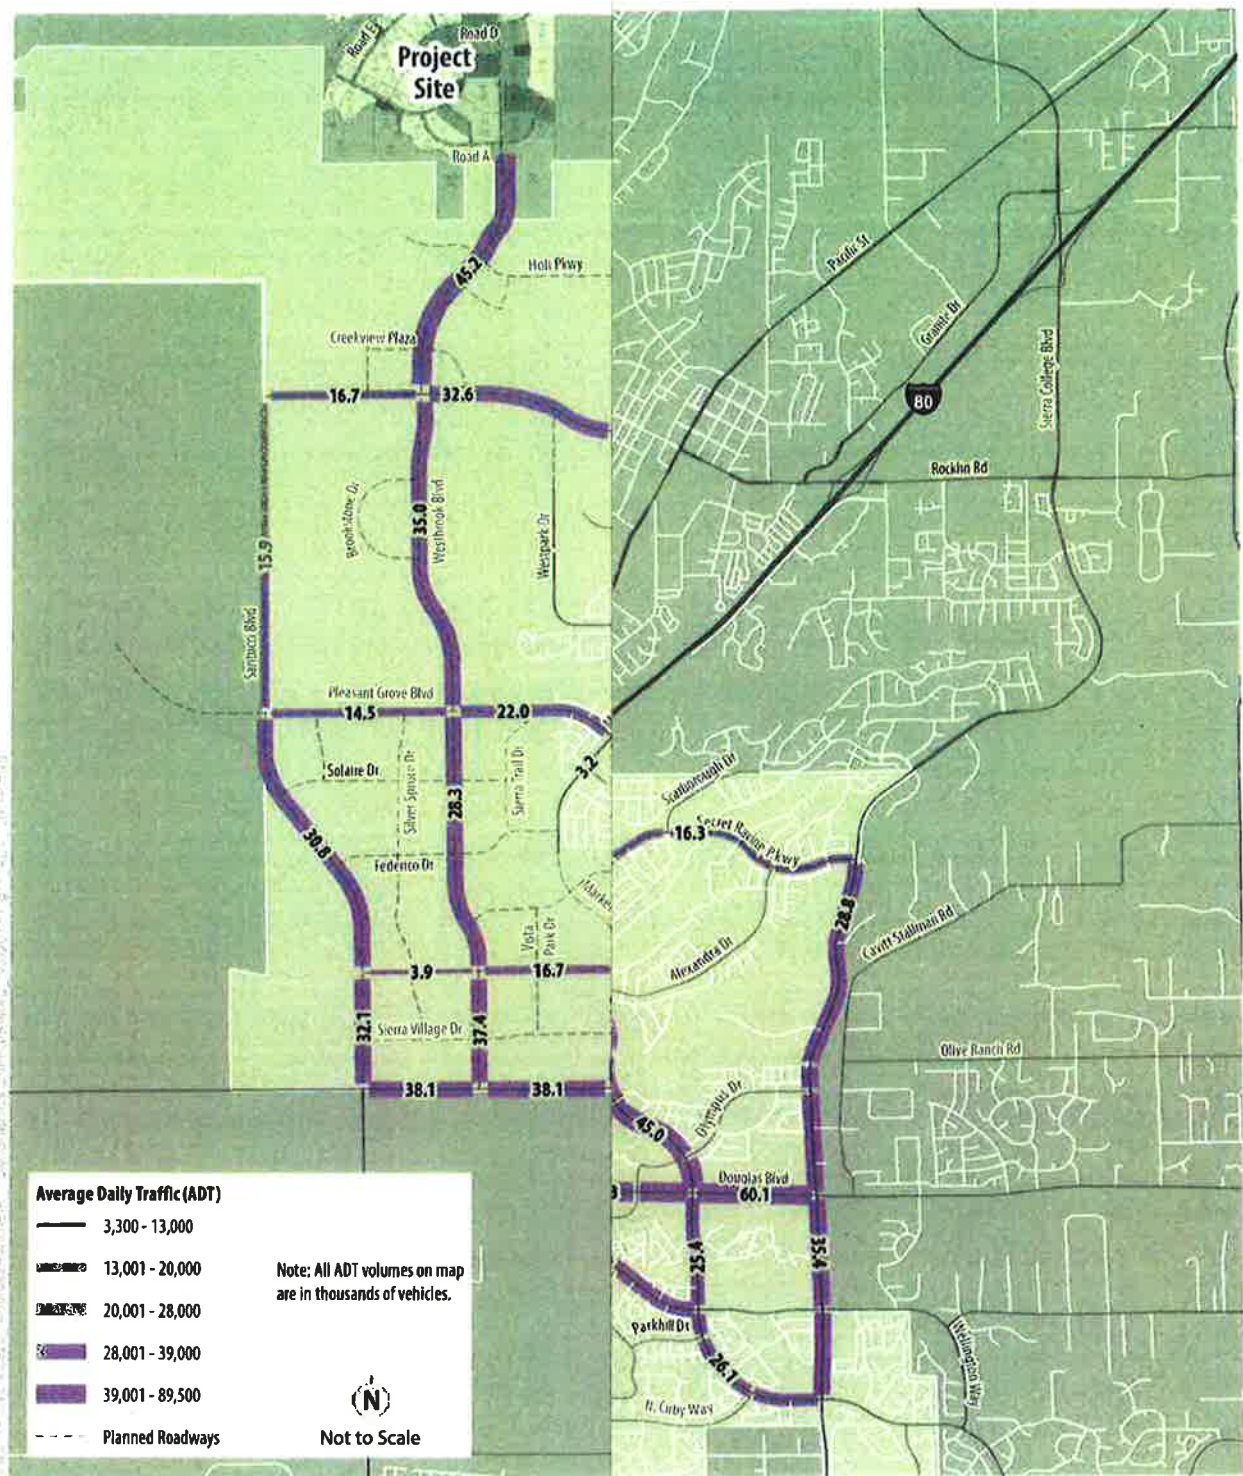 Road E
Road D
Project
Site
Road A
45.2
Holt Pkwy
Creekview Plaza
16.7
32.6
Brookstone Dr
35.0
Westbrook Blvd
Westpark Dr
15.9
Santucci Blvd
Pleasant Grove Blvd
14.5
22.0
3.2
Solaire Dr
Silver Spruce Dr
Sierra Trail Dr
28.3
30.8
Federico Dr
Market
Vista
Park Dr
3.9
16.7
32.1
Sierra Village Dr
37.4
38.1
38.1
Pacific St
Granite Dr
Sierra College Blvd
80
Rocklin Rd
Scarborough Dr
16.3
Secret Ravine Pkwy
28.8
Cavitt Stallman Rd
Alexandra Dr
Olive Ranch Rd
Olympus Dr
45.0
Douglas Blvd
3
60.1
25.4
35.4
Parkhill Dr
26.1
Wellington Way
N. Cirby Way
Average Daily Traffic (ADT)
3,300 - 13,000
13,001 - 20,000
20,001 - 28,000
28,001 - 39,000
39,001 - 89,500
Planned Roadways
Note: All ADT volumes on map
are in thousands of vehicles.
N
Not to Scale